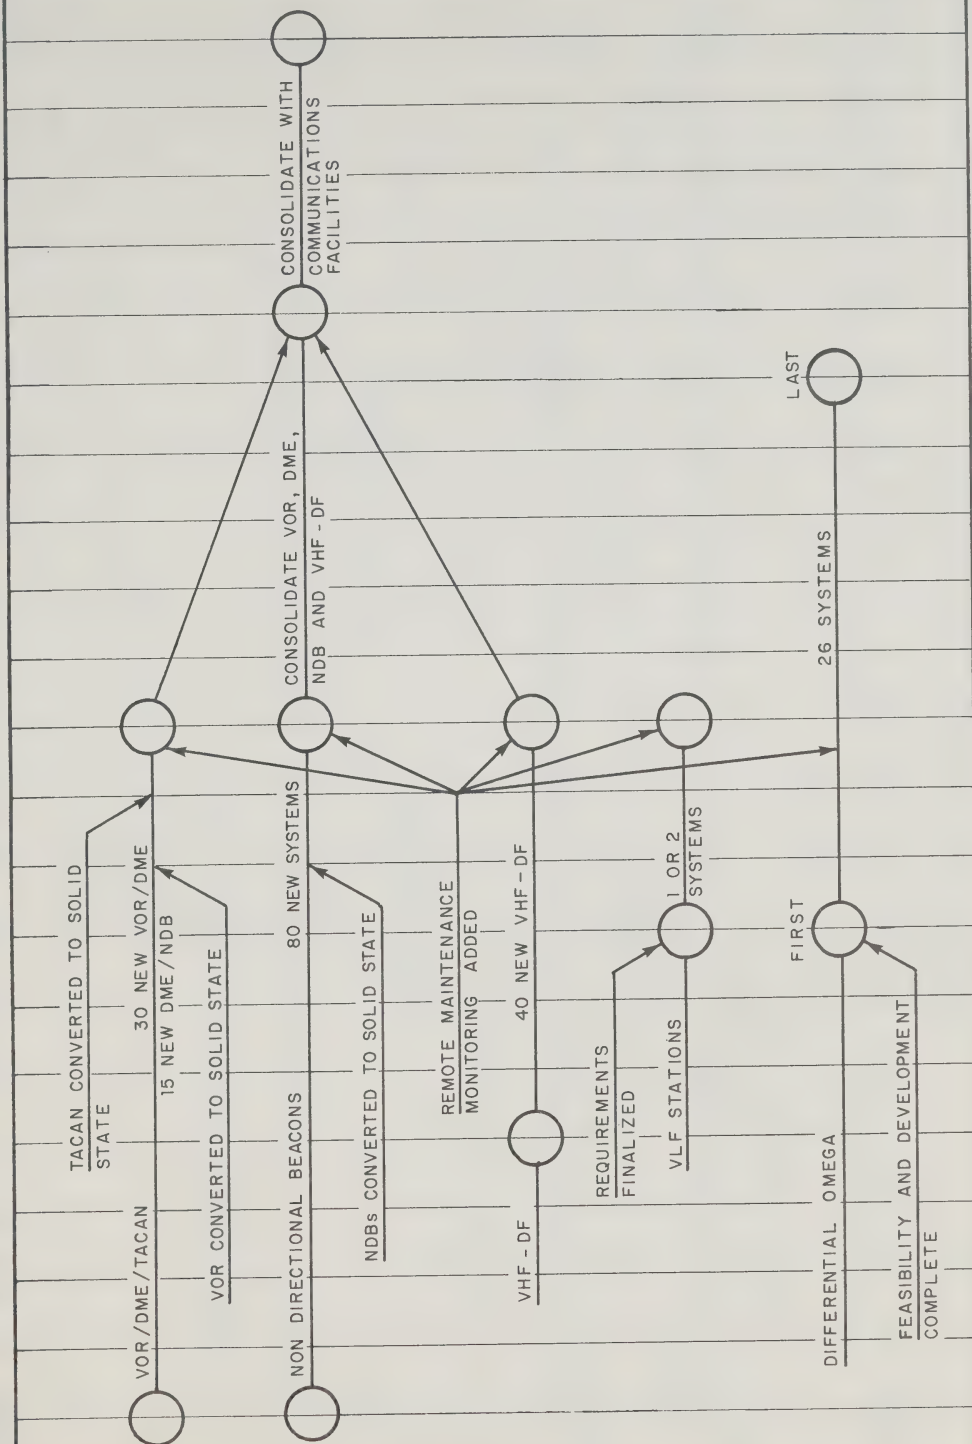 TACAN CONVERTED TO SOLID
STATE
VOR/DME/TACAN
30 NEW VOR/DME
15 NEW DME/NDB
VOR CONVERTED TO SOLID STATE
NON DIRECTIONAL BEACONS
80 NEW SYSTEMS
CONSOLIDATE VOR, DME,
NDB AND VHF-DF
CONSOLIDATE WITH
COMMUNICATIONS
FACILITIES
NDBs CONVERTED TO SOLID STATE
REMOTE MAINTENANCE
MONITORING ADDED
VHF-DF
40 NEW VHF-DF
REQUIREMENTS
FINALIZED
VLF STATIONS
1 OR 2
SYSTEMS
DIFFERENTIAL OMEGA
FIRST
26 SYSTEMS
LAST
FEASIBILITY AND DEVELOPMENT
COMPLETE